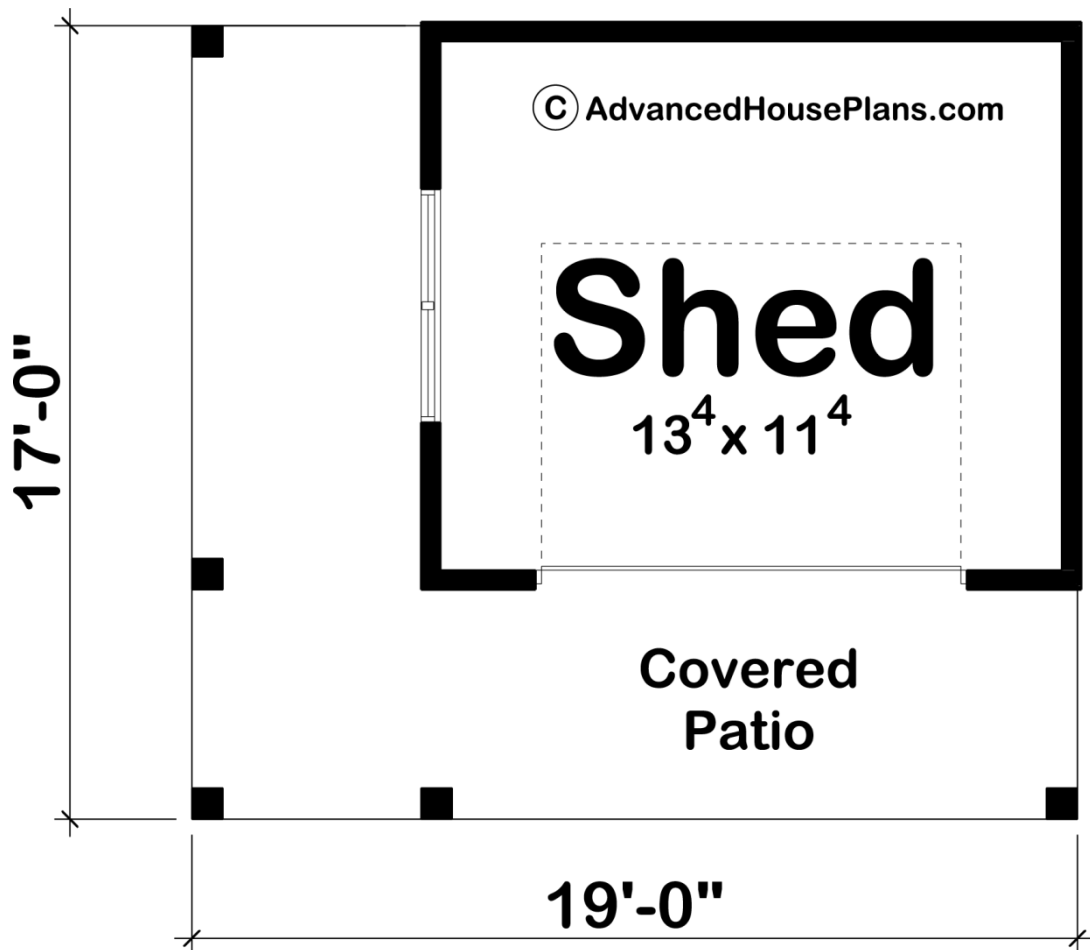 © AdvancedHousePlans.com
Shed
13⁴ x 11⁴
17'-0"
Covered
Patio
19'-0"